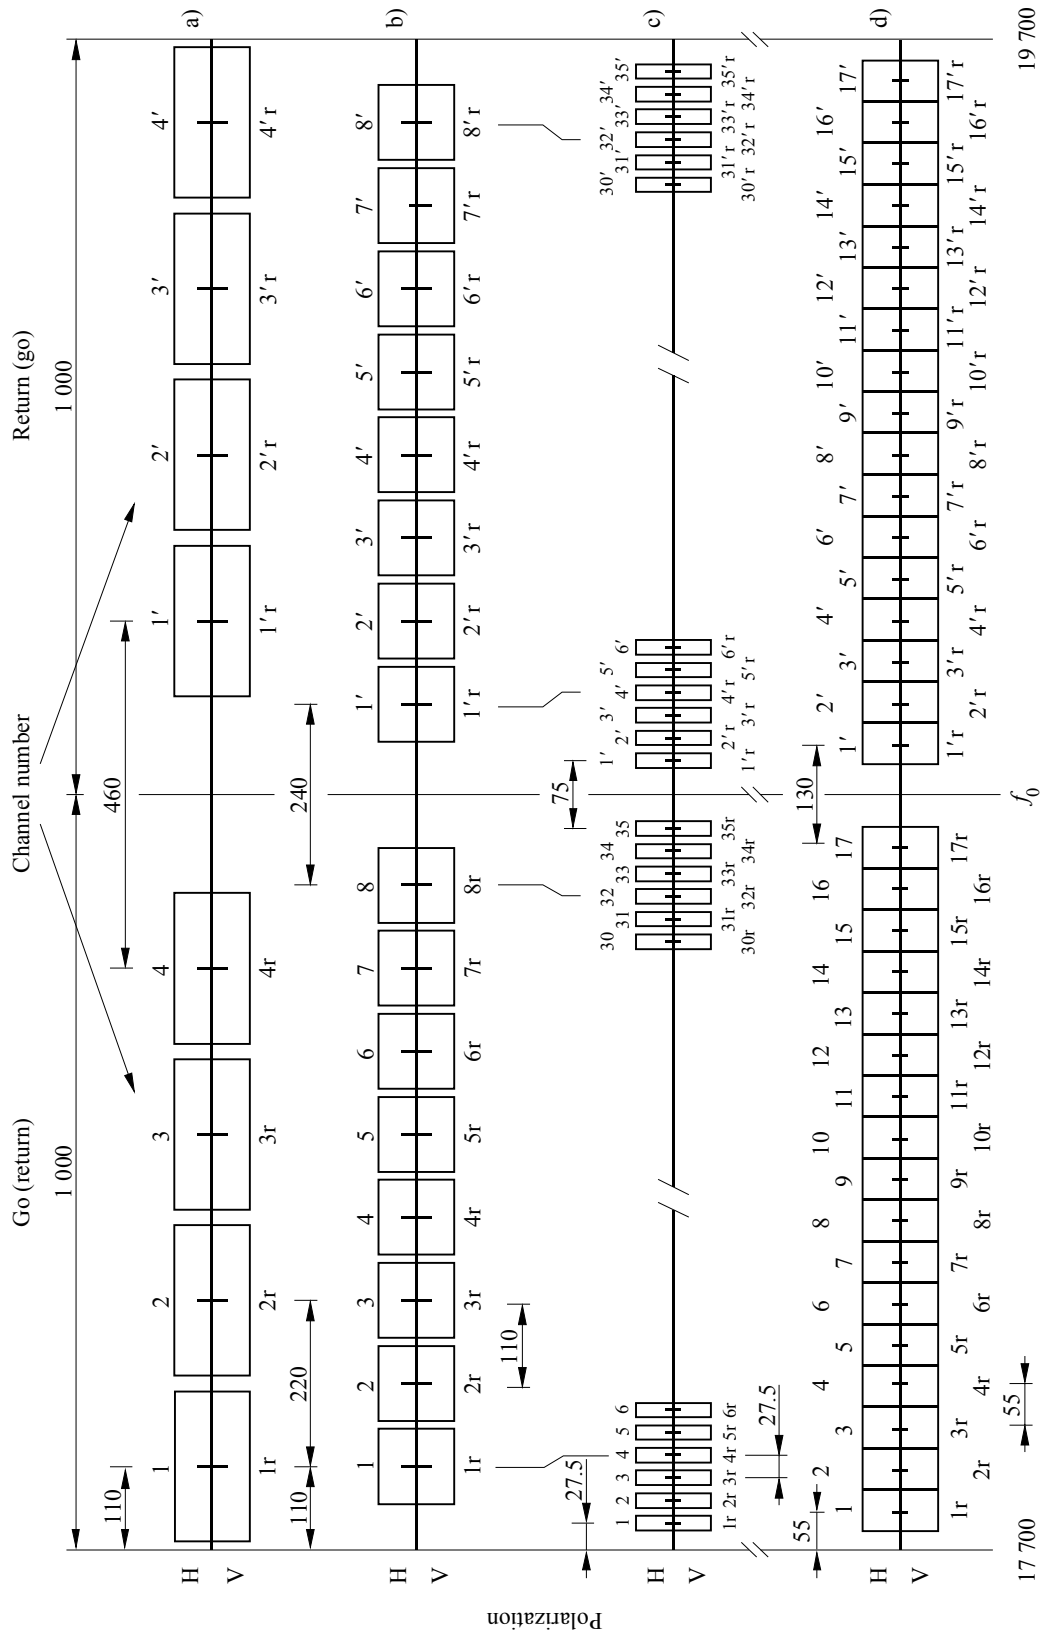 Go (return) Channel number Return (go)
1 000 1 000
110 460
1 2 3 4 1′ 2′ 3′ 4′
H a)
V
1r 2r 3r 4r 1′r 2′r 3′r 4′r
110 220 240
1 2 3 4 5 6 7 8 1′ 2′ 3′ 4′ 5′ 6′ 7′ 8′
H b)
V
1r 2r 3r 4r 5r 6r 7r 8r 1′r 2′r 3′r 4′r 5′r 6′r 7′r 8′r
110
27.5 75
Polarization
1 2 3 4 5 6 30 31 32 33 34 35 1′ 2′ 3′ 4′ 5′ 6′ 30′ 31′ 32′ 33′ 34′ 35′
H c)
V
1r 2r 3r 4r 5r 6r 30r 31r 32r 33r 34r 35r 1′r 2′r 3′r 4′r 5′r 6′r 30′r 31′r 32′r 33′r 34′r 35′r
27.5
55 130
1 2 3 4 5 6 7 8 9 10 11 12 13 14 15 16 17 1′ 2′ 3′ 4′ 5′ 6′ 7′ 8′ 9′ 10′ 11′ 12′ 13′ 14′ 15′ 16′ 17′
H d)
V
1r 2r 3r 4r 5r 6r 7r 8r 9r 10r 11r 12r 13r 14r 15r 16r 17r 1′r 2′r 3′r 4′r 5′r 6′r 7′r 8′r 9′r 10′r 11′r 12′r 13′r 14′r 15′r 16′r 17′r
55
17 700 f0 19 700